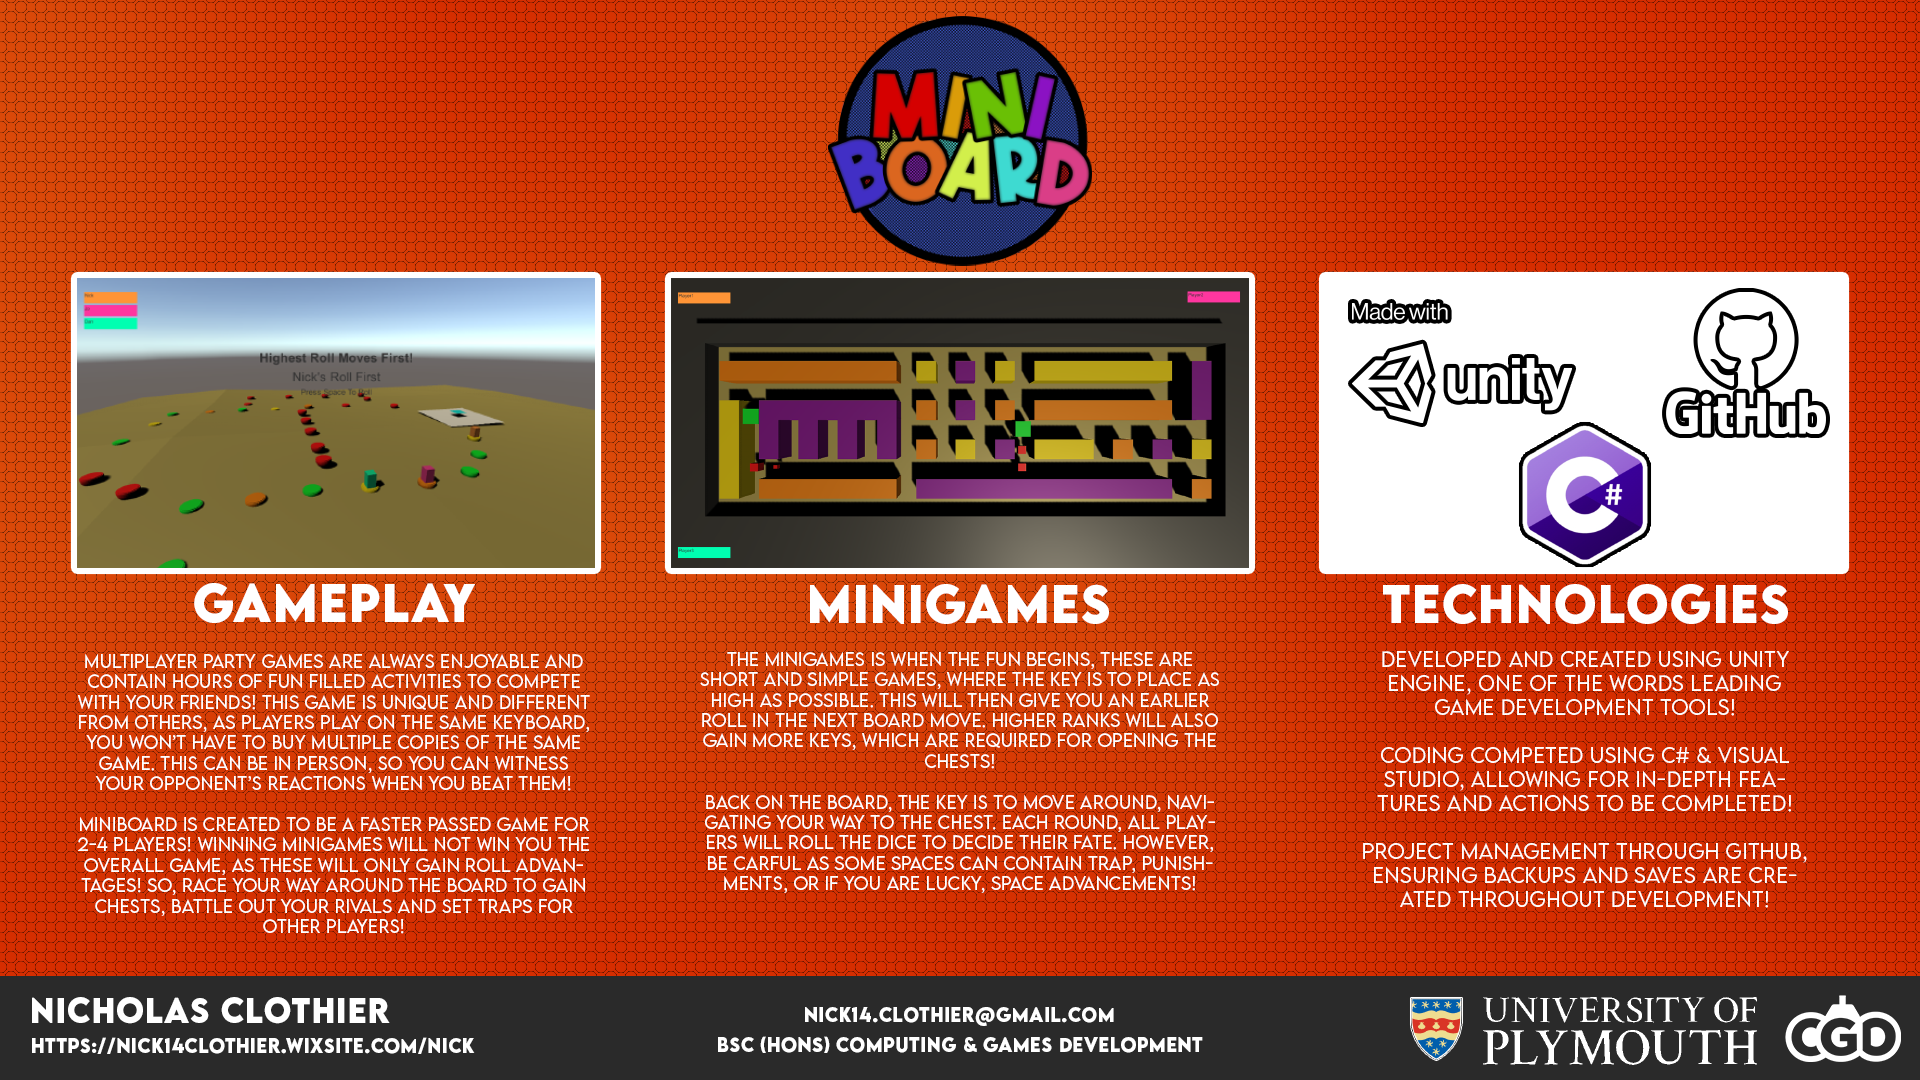 MINI
BOARD
Nick
Highest Roll Moves First!
Nick's Roll First
Press Space To Roll
GAMEPLAY
MULTIPLAYER PARTY GAMES ARE ALWAYS ENJOYABLE AND
CONTAIN HOURS OF FUN FILLED ACTIVITIES TO COMPETE
WITH YOUR FRIENDS! THIS GAME IS UNIQUE AND DIFFERENT
FROM OTHERS, AS PLAYERS PLAY ON THE SAME KEYBOARD,
YOU WON'T HAVE TO BUY MULTIPLE COPIES OF THE SAME
GAME. THIS CAN BE IN PERSON, SO YOU CAN WITNESS
YOUR OPPONENT'S REACTIONS WHEN YOU BEAT THEM!
MINIBOARD IS CREATED TO BE A FASTER PASSED GAME FOR
2-4 PLAYERS! WINNING MINIGAMES WILL NOT WIN YOU THE
OVERALL GAME, AS THESE WILL ONLY GAIN ROLL ADVAN-
TAGES! SO, RACE YOUR WAY AROUND THE BOARD TO GAIN
CHESTS, BATTLE OUT YOUR RIVALS AND SET TRAPS FOR
OTHER PLAYERS!
MINIGAMES
THE MINIGAMES IS WHEN THE FUN BEGINS, THESE ARE
SHORT AND SIMPLE GAMES, WHERE THE KEY IS TO PLACE AS
HIGH AS POSSIBLE. THIS WILL THEN GIVE YOU AN EARLIER
ROLL IN THE NEXT BOARD MOVE. HIGHER RANKS WILL ALSO
GAIN MORE KEYS, WHICH ARE REQUIRED FOR OPENING THE
CHESTS!
BACK ON THE BOARD, THE KEY IS TO MOVE AROUND, NAVI-
GATING YOUR WAY TO THE CHEST. EACH ROUND, ALL PLAY-
ERS WILL ROLL THE DICE TO DECIDE THEIR FATE. HOWEVER,
BE CARFUL AS SOME SPACES CAN CONTAIN TRAP, PUNISH-
MENTS, OR IF YOU ARE LUCKY, SPACE ADVANCEMENTS!
Made with
unity
GitHub
C#
TECHNOLOGIES
DEVELOPED AND CREATED USING UNITY
ENGINE, ONE OF THE WORDS LEADING
GAME DEVELOPMENT TOOLS!
CODING COMPETED USING C# & VISUAL
STUDIO, ALLOWING FOR IN-DEPTH FEA-
TURES AND ACTIONS TO BE COMPLETED!
PROJECT MANAGEMENT THROUGH GITHUB,
ENSURING BACKUPS AND SAVES ARE CRE-
ATED THROUGHOUT DEVELOPMENT!
NICHOLAS CLOTHIER
HTTPS://NICK14CLOTHIER.WIXSITE.COM/NICK
NICK14.CLOTHIER@GMAIL.COM
BSC (HONS) COMPUTING & GAMES DEVELOPMENT
UNIVERSITY OF
PLYMOUTH
CGD